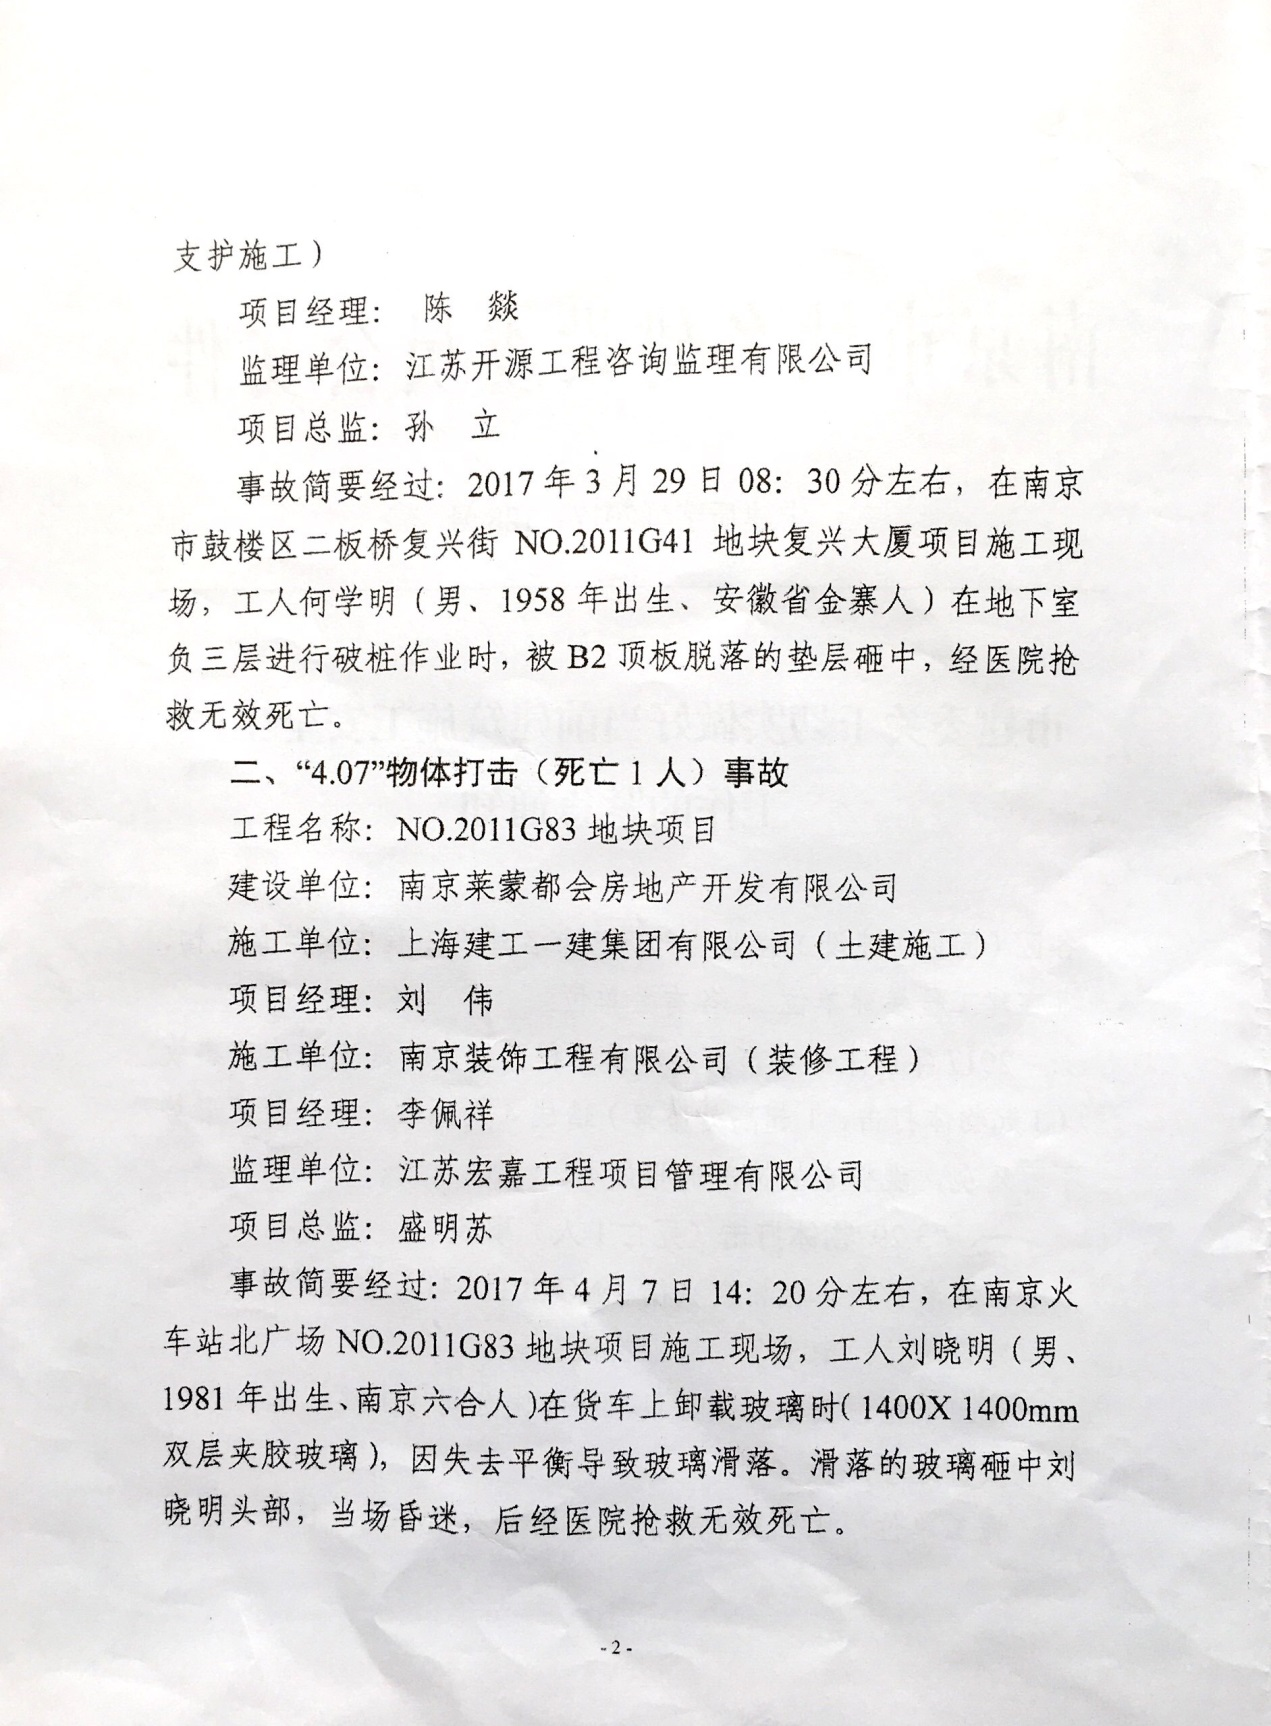 支护施工）
项目经理： 陈 燚
监理单位：江苏开源工程咨询监理有限公司
项目总监：孙 立
事故简要经过：2017年3月29日08：30分左右，在南京
市鼓楼区二板桥复兴街 NO.2011G41 地块复兴大厦项目施工现
场，工人何学明（男、1958年出生、安徽省金寨人）在地下室
负三层进行破桩作业时，被B2顶板脱落的垫层砸中，经医院抢
救无效死亡。
二、“4.07”物体打击（死亡1人）事故
工程名称：NO.2011G83地块项目
建设单位：南京莱蒙都会房地产开发有限公司
施工单位：上海建工一建集团有限公司（土建施工）
项目经理：刘 伟
施工单位：南京装饰工程有限公司（装修工程）
项目经理：李佩祥
监理单位：江苏宏嘉工程项目管理有限公司
项目总监：盛明苏
事故简要经过：2017年4月7日14：20分左右，在南京火
车站北广场NO.2011G83地块项目施工现场，工人刘晓明（男、
1981年出生、南京六合人）在货车上卸载玻璃时（1400X 1400mm
双层夹胶玻璃），因失去平衡导致玻璃滑落。滑落的玻璃砸中刘
晓明头部，当场昏迷，后经医院抢救无效死亡。
- 2 -